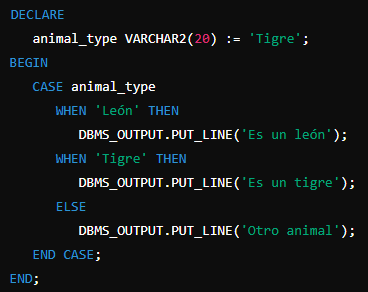 DECLARE
animal_type VARCHAR2(20) := 'Tigre';
BEGIN
CASE animal_type
WHEN 'León' THEN
DBMS_OUTPUT.PUT_LINE('Es un león');
WHEN 'Tigre' THEN
DBMS_OUTPUT.PUT_LINE('Es un tigre');
ELSE
DBMS_OUTPUT.PUT_LINE('Otro animal');
END CASE;
END;